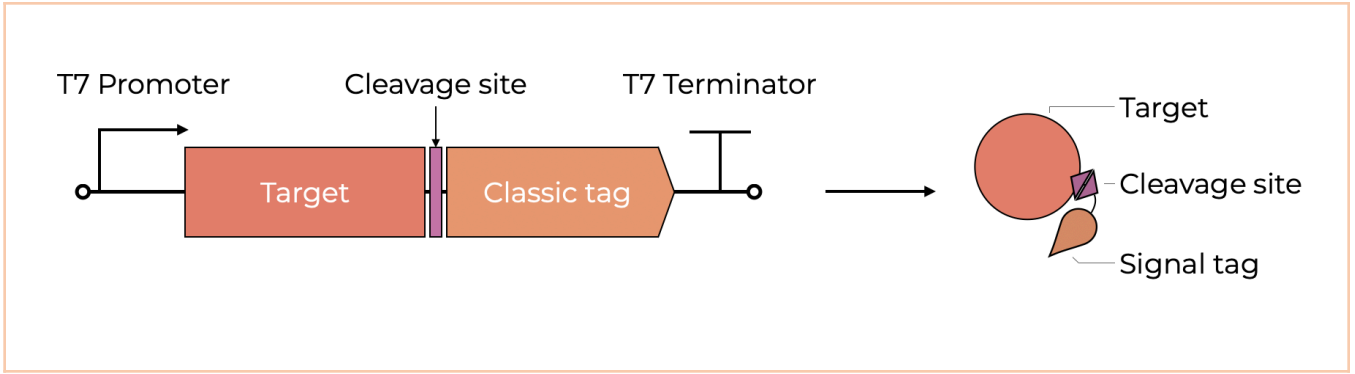 T7 Promoter
Cleavage site
T7 Terminator
Target
Classic tag
Target
Cleavage site
Signal tag